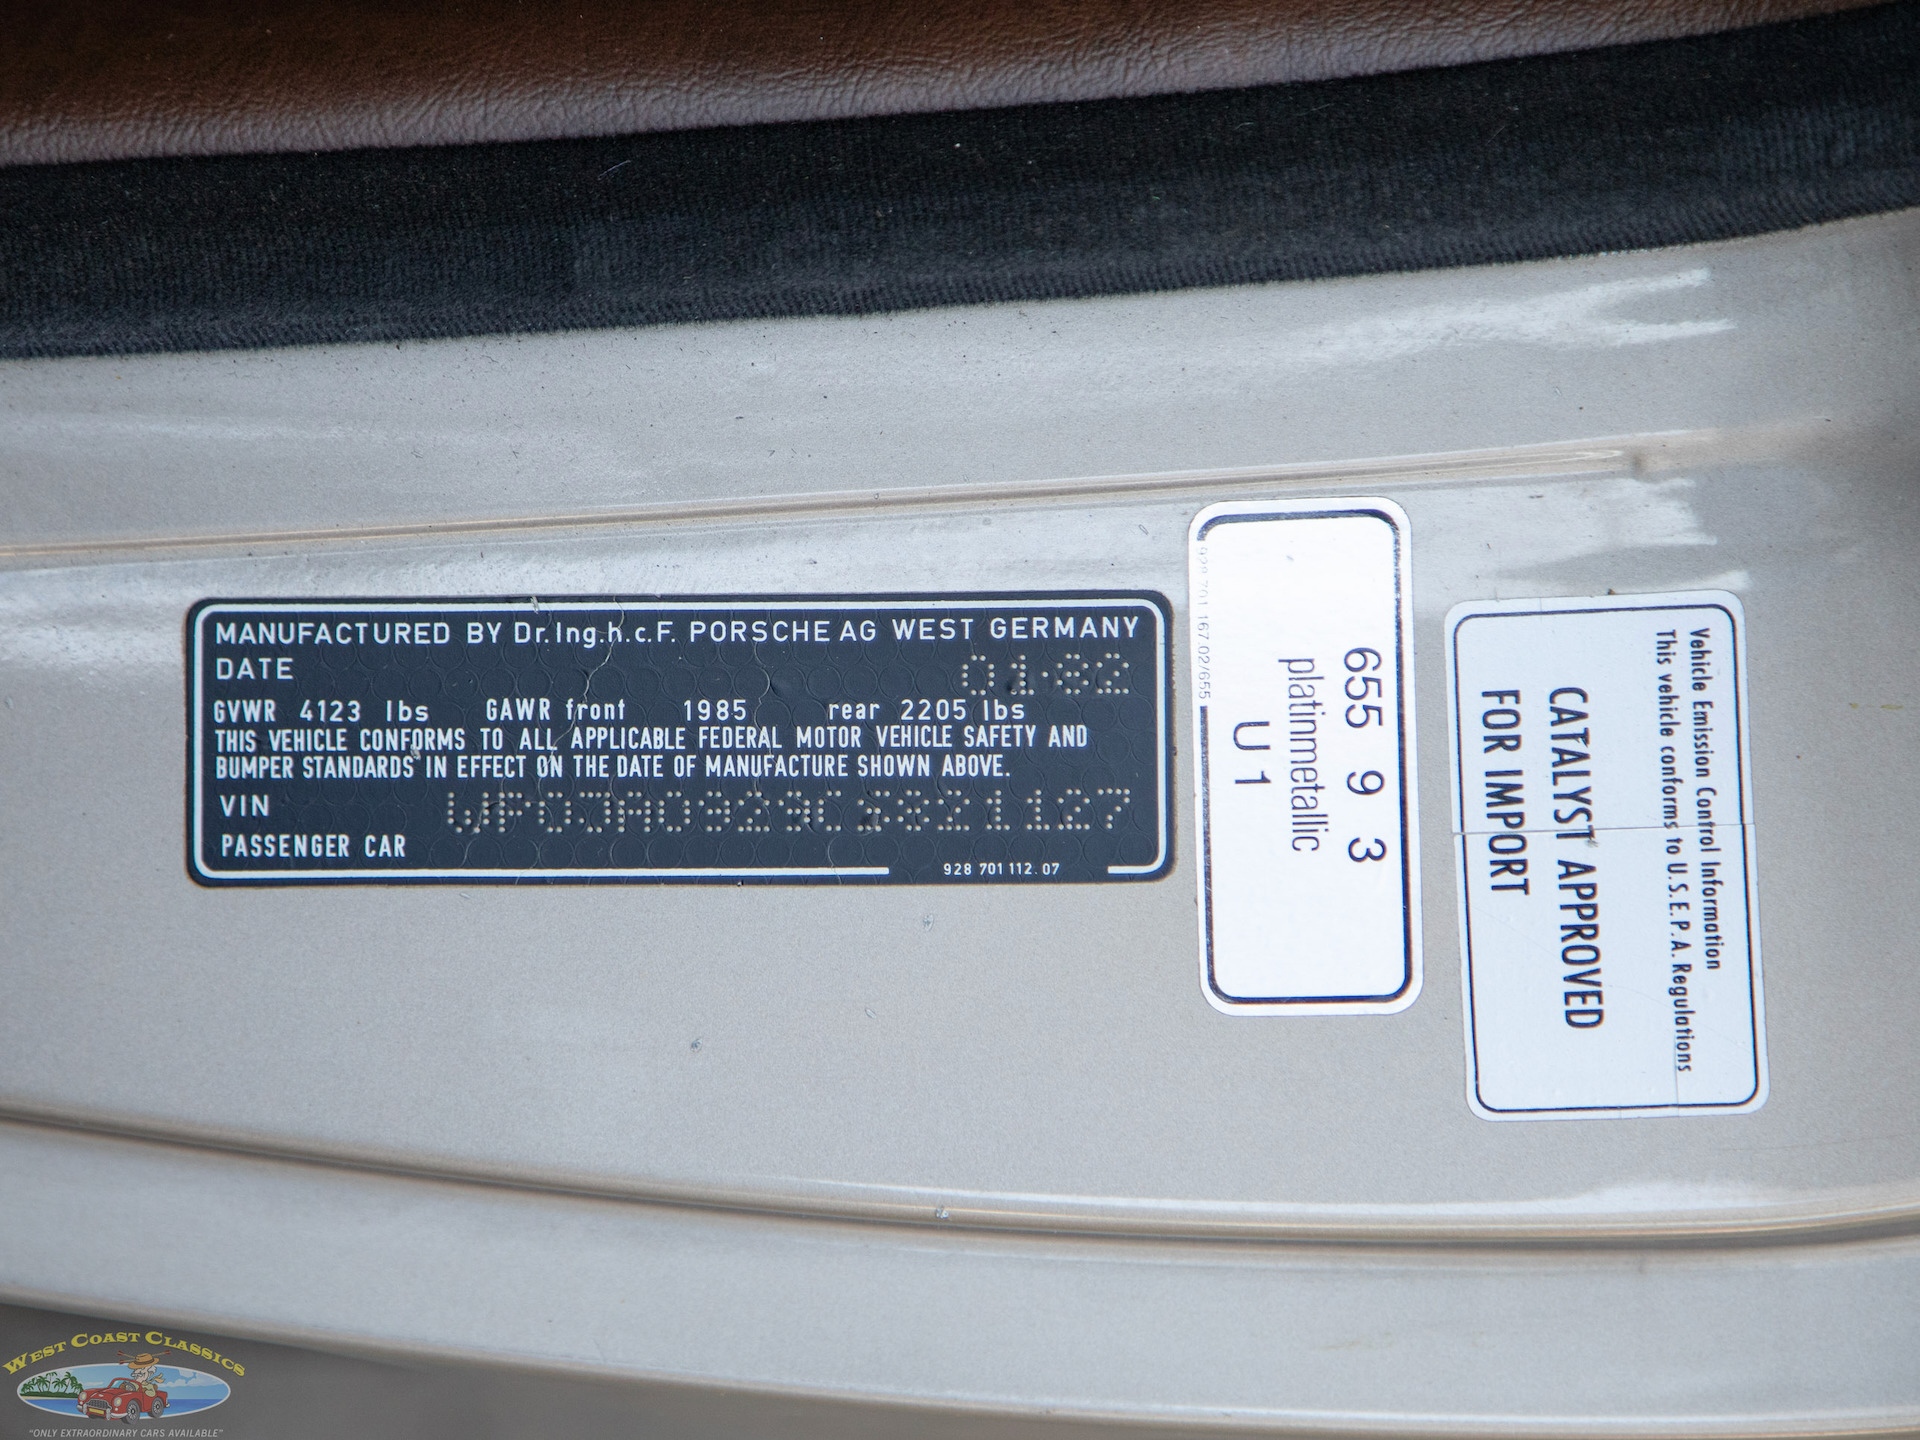 MANUFACTURED BY Dr.Ing.h.c.F. PORSCHE AG WEST GERMANY
DATE 01·82
GVWR 4123 lbs GAWR front 1985 rear 2205 lbs
THIS VEHICLE CONFORMS TO ALL APPLICABLE FEDERAL MOTOR VEHICLE SAFETY AND
BUMPER STANDARDS IN EFFECT ON THE DATE OF MANUFACTURE SHOWN ABOVE.
VIN WP0JA0929CS821127
PASSENGER CAR
928 701 112.07
655 9 3
platinmetallic
U1
928 701 167.02/655
Vehicle Emission Control Information
This vehicle conforms to U.S.E.P.A. Regulations
CATALYST APPROVED
FOR IMPORT
WEST COAST CLASSICS
"ONLY EXTRAORDINARY CARS AVAILABLE"